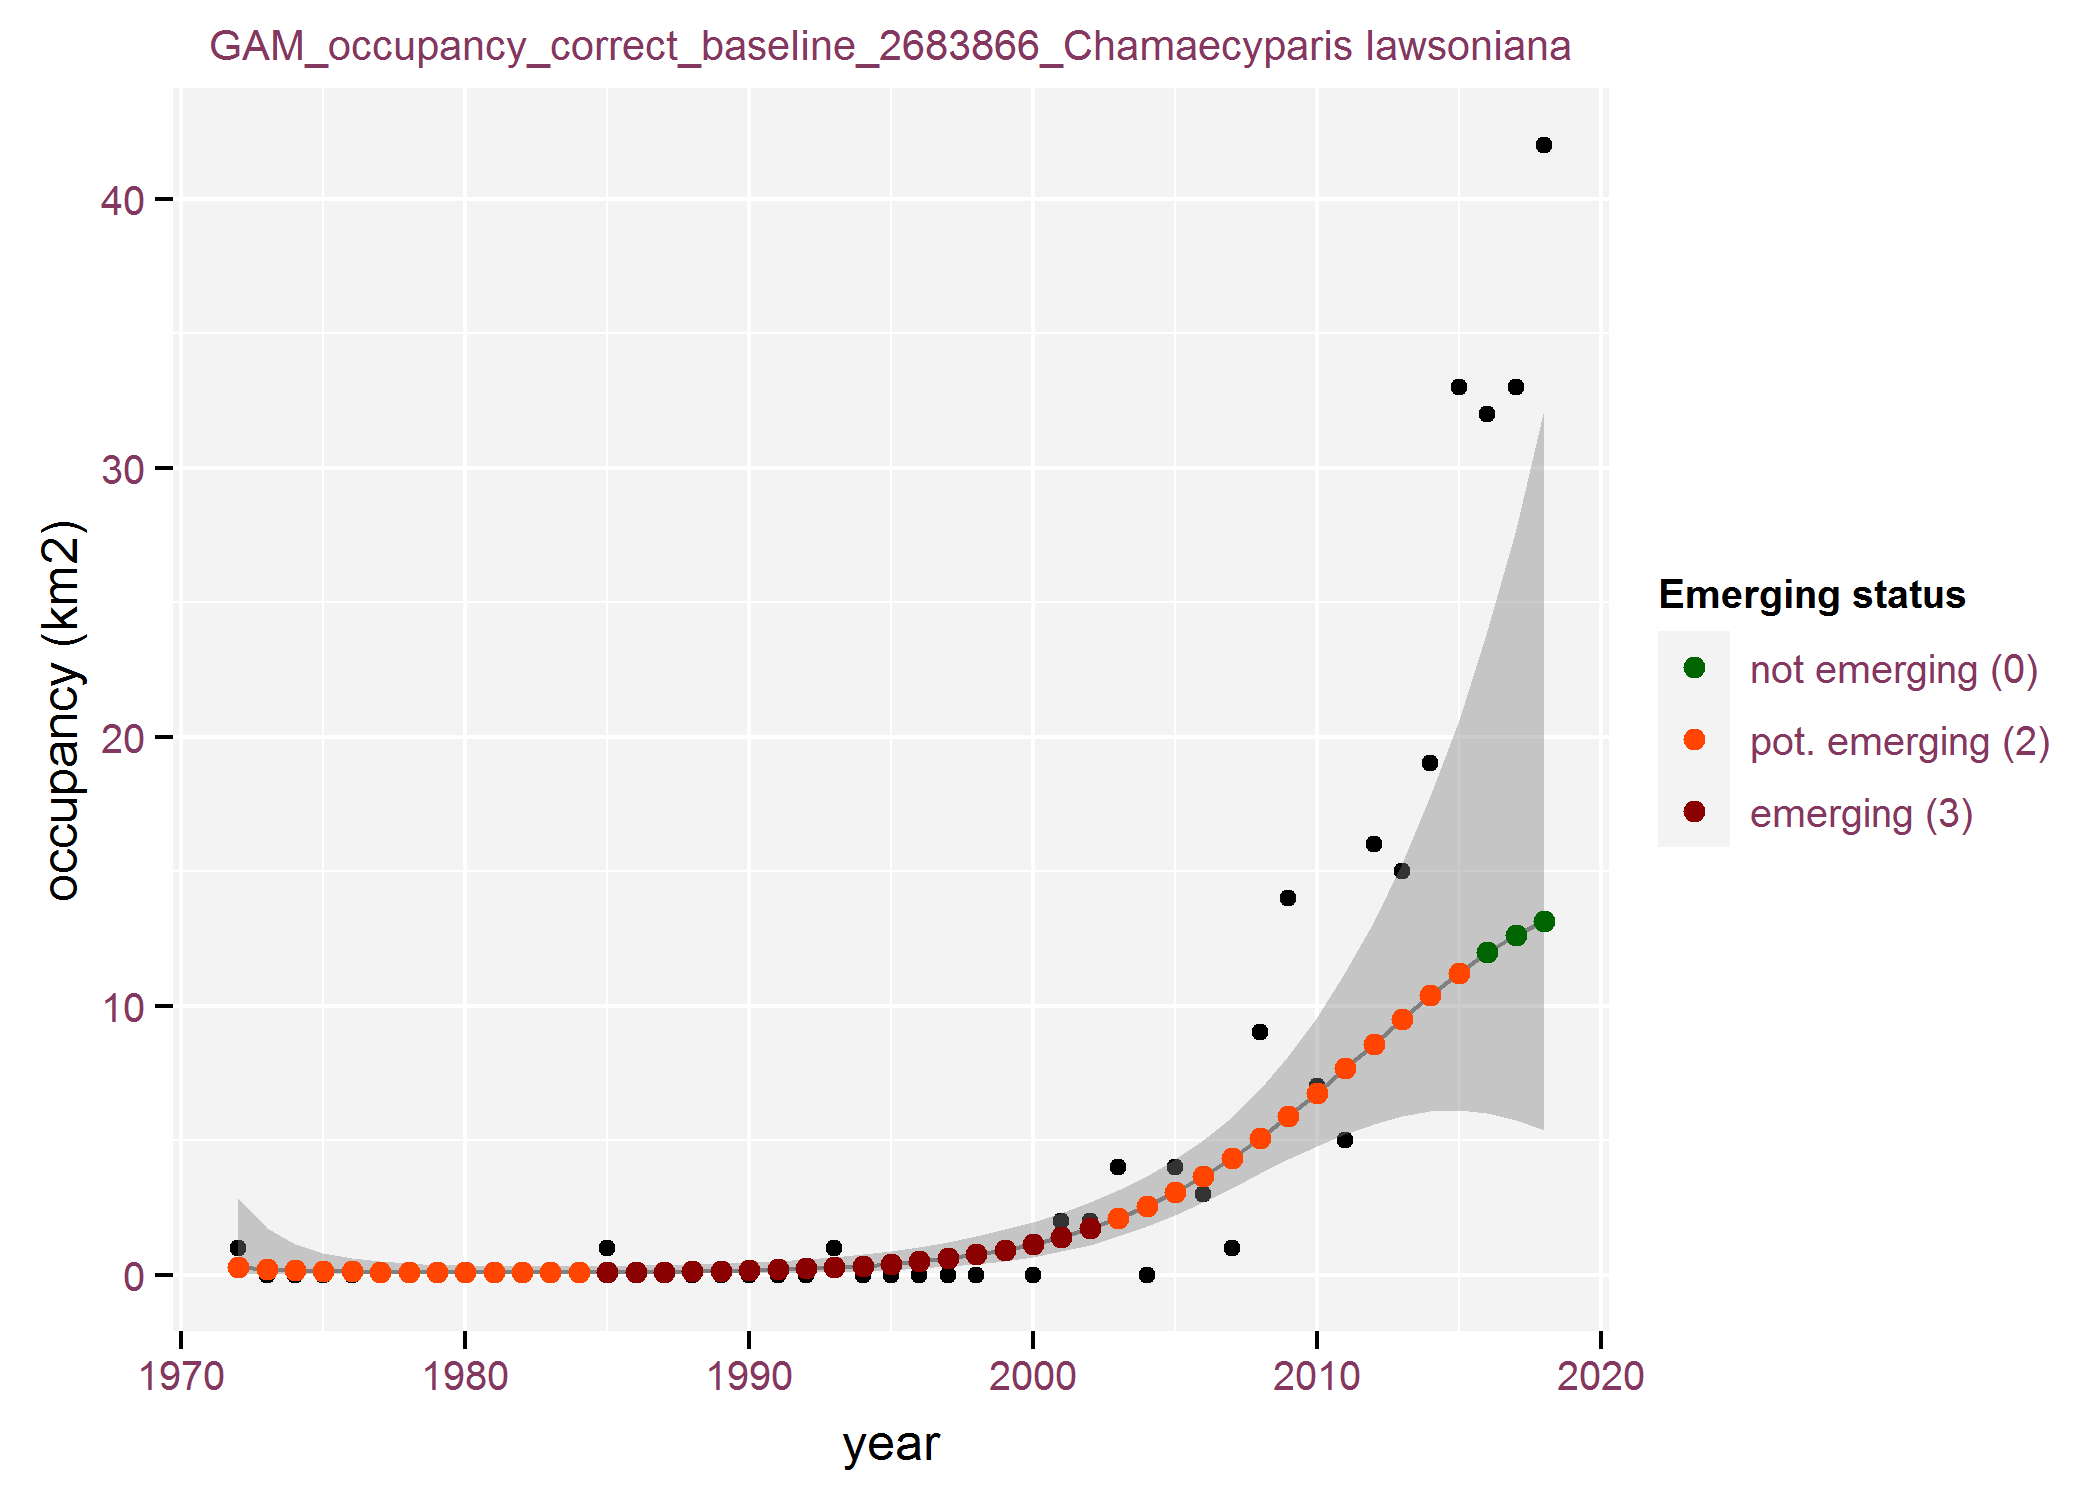 GAM_occupancy_correct_baseline_2683866_Chamaecyparis lawsoniana
occupancy (km2)
40
30
20
10
0
1970 1980 1990 2000 2010 2020
year
Emerging status
not emerging (0)
pot. emerging (2)
emerging (3)